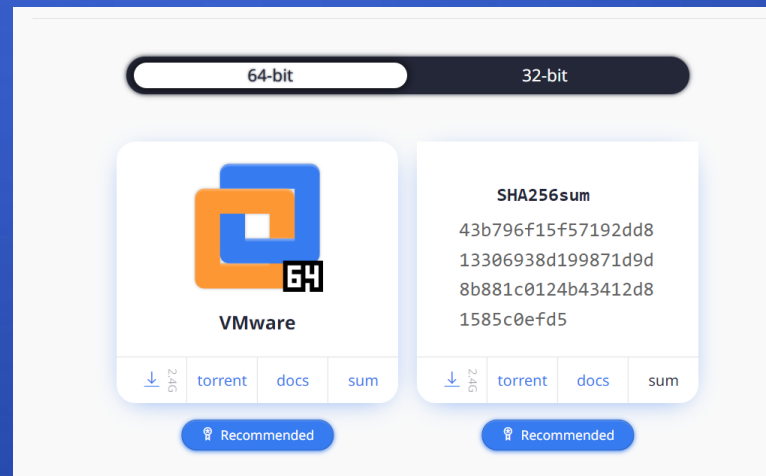 64-bit
32-bit
64
VMware
2.4G
torrent
docs
sum
Recommended
SHA256sum
43b796f15f57192dd8
13306938d199871d9d
8b881c0124b43412d8
1585c0efd5
2.4G
torrent
docs
sum
Recommended